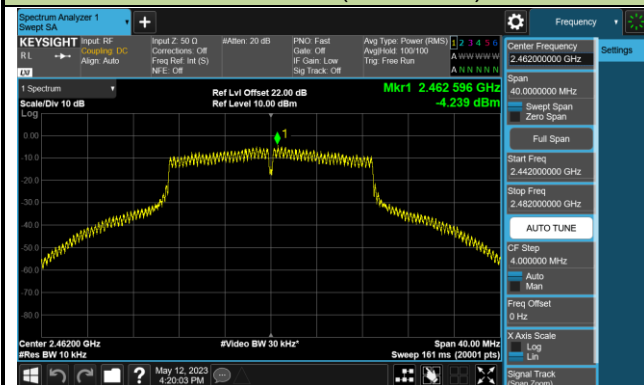 Spectrum Analyzer 1
Swept SA
Frequency
KEYSIGHT
Input: RF
Coupling: DC
Align: Auto
RL
Input Z: 50 Ω
Corrections: Off
Freq Ref: Int (S)
NFE: Off
#Atten: 20 dB
PNO: Fast
Gate: Off
IF Gain: Low
Sig Track: Off
Avg Type: Power (RMS)
Avg|Hold: 100/100
Trig: Free Run
1 2 3 4 5 6
A W W W W W
A N N N N N
1 Spectrum
Scale/Div 10 dB
Log
Ref Lvl Offset 22.00 dB
Ref Level 10.00 dBm
Mkr1 2.462 596 GHz
-4.239 dBm
1
0.00
-10.0
-20.0
-30.0
-40.0
-50.0
-60.0
-70.0
-80.0
Center 2.46200 GHz
#Res BW 10 kHz
#Video BW 30 kHz*
Span 40.00 MHz
Sweep 161 ms (20001 pts)
Center Frequency
2.462000000 GHz
Settings
Span
40.0000000 MHz
Swept Span
Zero Span
Full Span
Start Freq
2.442000000 GHz
Stop Freq
2.482000000 GHz
AUTO TUNE
CF Step
4.000000 MHz
Auto
Man
Freq Offset
0 Hz
X Axis Scale
Log
Lin
Signal Track
(Span Zoom)
?
May 12, 2023
4:20:03 PM